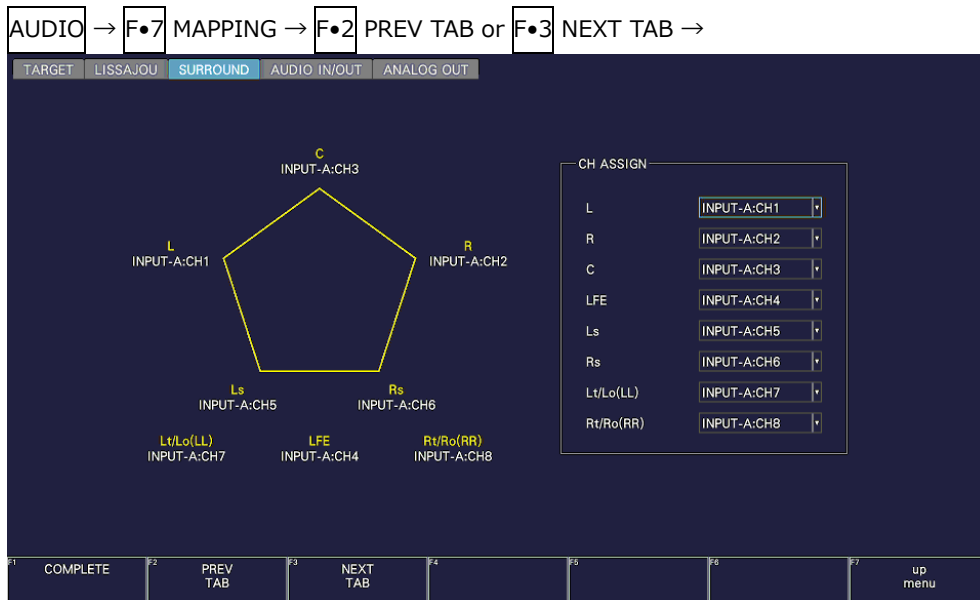 AUDIO → F•7 MAPPING → F•2 PREV TAB or F•3 NEXT TAB →
TARGET LISSAJOU SURROUND AUDIO IN/OUT ANALOG OUT
C
INPUT-A:CH3
L
INPUT-A:CH1
R
INPUT-A:CH2
Ls
INPUT-A:CH5
Rs
INPUT-A:CH6
Lt/Lo(LL)
INPUT-A:CH7
LFE
INPUT-A:CH4
Rt/Ro(RR)
INPUT-A:CH8
CH ASSIGN
L INPUT-A:CH1
R INPUT-A:CH2
C INPUT-A:CH3
LFE INPUT-A:CH4
Ls INPUT-A:CH5
Rs INPUT-A:CH6
Lt/Lo(LL) INPUT-A:CH7
Rt/Ro(RR) INPUT-A:CH8
F1 COMPLETE
F2 PREV
TAB
F3 NEXT
TAB
F4
F5
F6
F7 up
menu